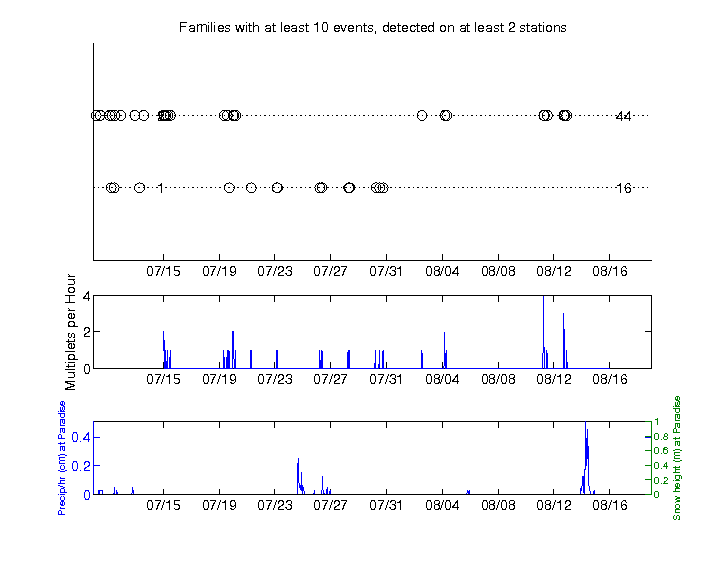 Families with at least 10 events, detected on at least 2 stations
44
1
16
07/15 07/19 07/23 07/27 07/31 08/04 08/08 08/12 08/16
Multiplets per Hour
4
2
0
07/15 07/19 07/23 07/27 07/31 08/04 08/08 08/12 08/16
Precip/hr (cm) at Paradise
0.4
0.2
0
1
0.8
0.6
0.4
0.2
0
Snow height (m) at Paradise
07/15 07/19 07/23 07/27 07/31 08/04 08/08 08/12 08/16